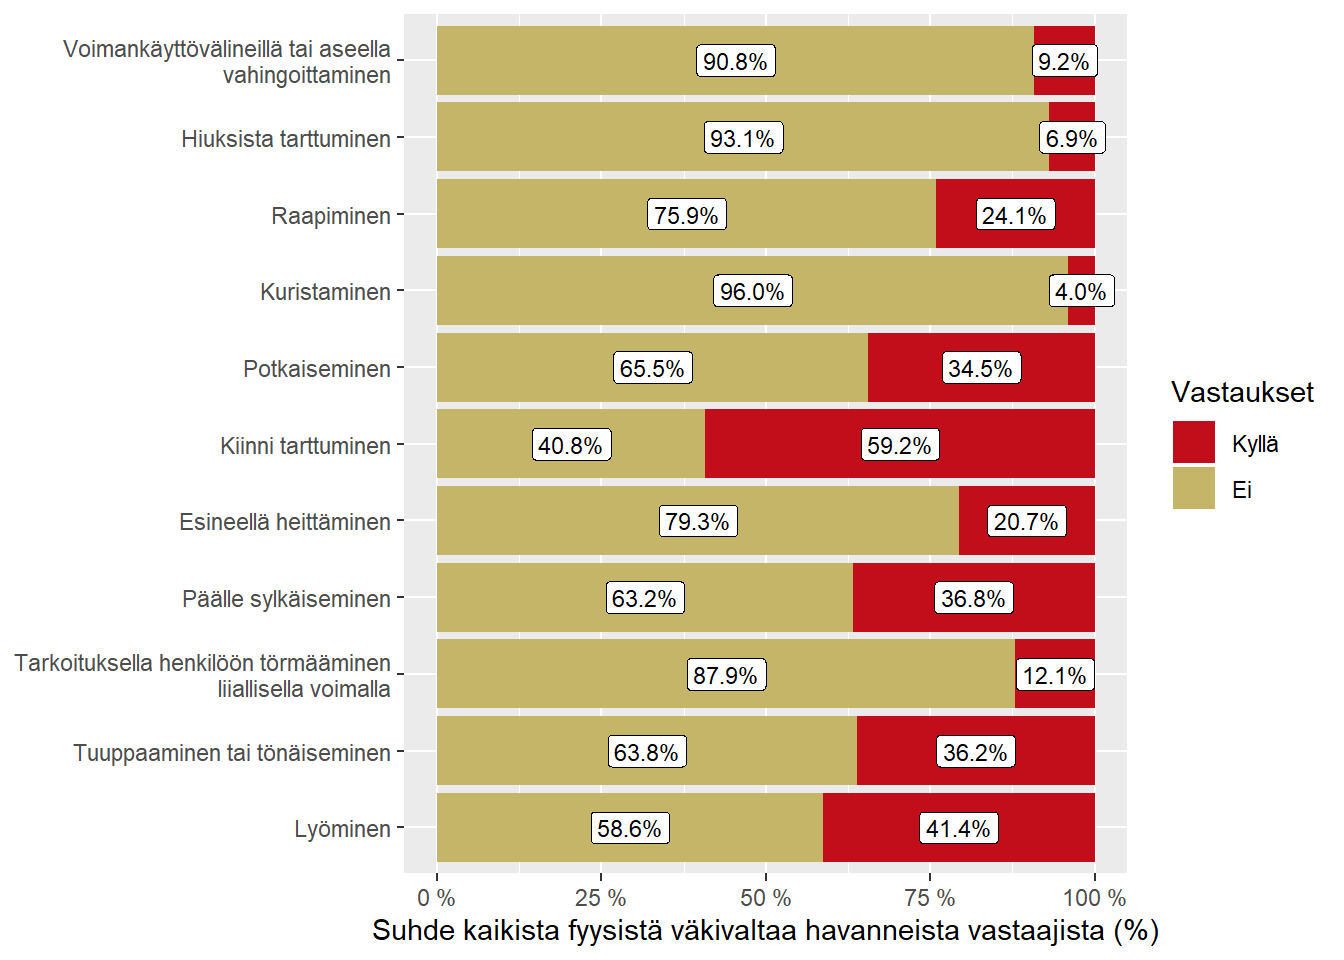 Voimankäyttövälineillä tai aseella
vahingoittaminen
90.8%
9.2%
Hiuksista tarttuminen
93.1%
6.9%
Raapiminen
75.9%
24.1%
Kuristaminen
96.0%
4.0%
Potkaiseminen
65.5%
34.5%
Kiinni tarttuminen
40.8%
59.2%
Esineellä heittäminen
79.3%
20.7%
Päälle sylkäiseminen
63.2%
36.8%
Tarkoituksella henkilöön törmääminen
liiallisella voimalla
87.9%
12.1%
Tuuppaaminen tai tönäiseminen
63.8%
36.2%
Lyöminen
58.6%
41.4%
0 %
25 %
50 %
75 %
100 %
Suhde kaikista fyysistä väkivaltaa havanneista vastaajista (%)
Vastaukset
Kyllä
Ei